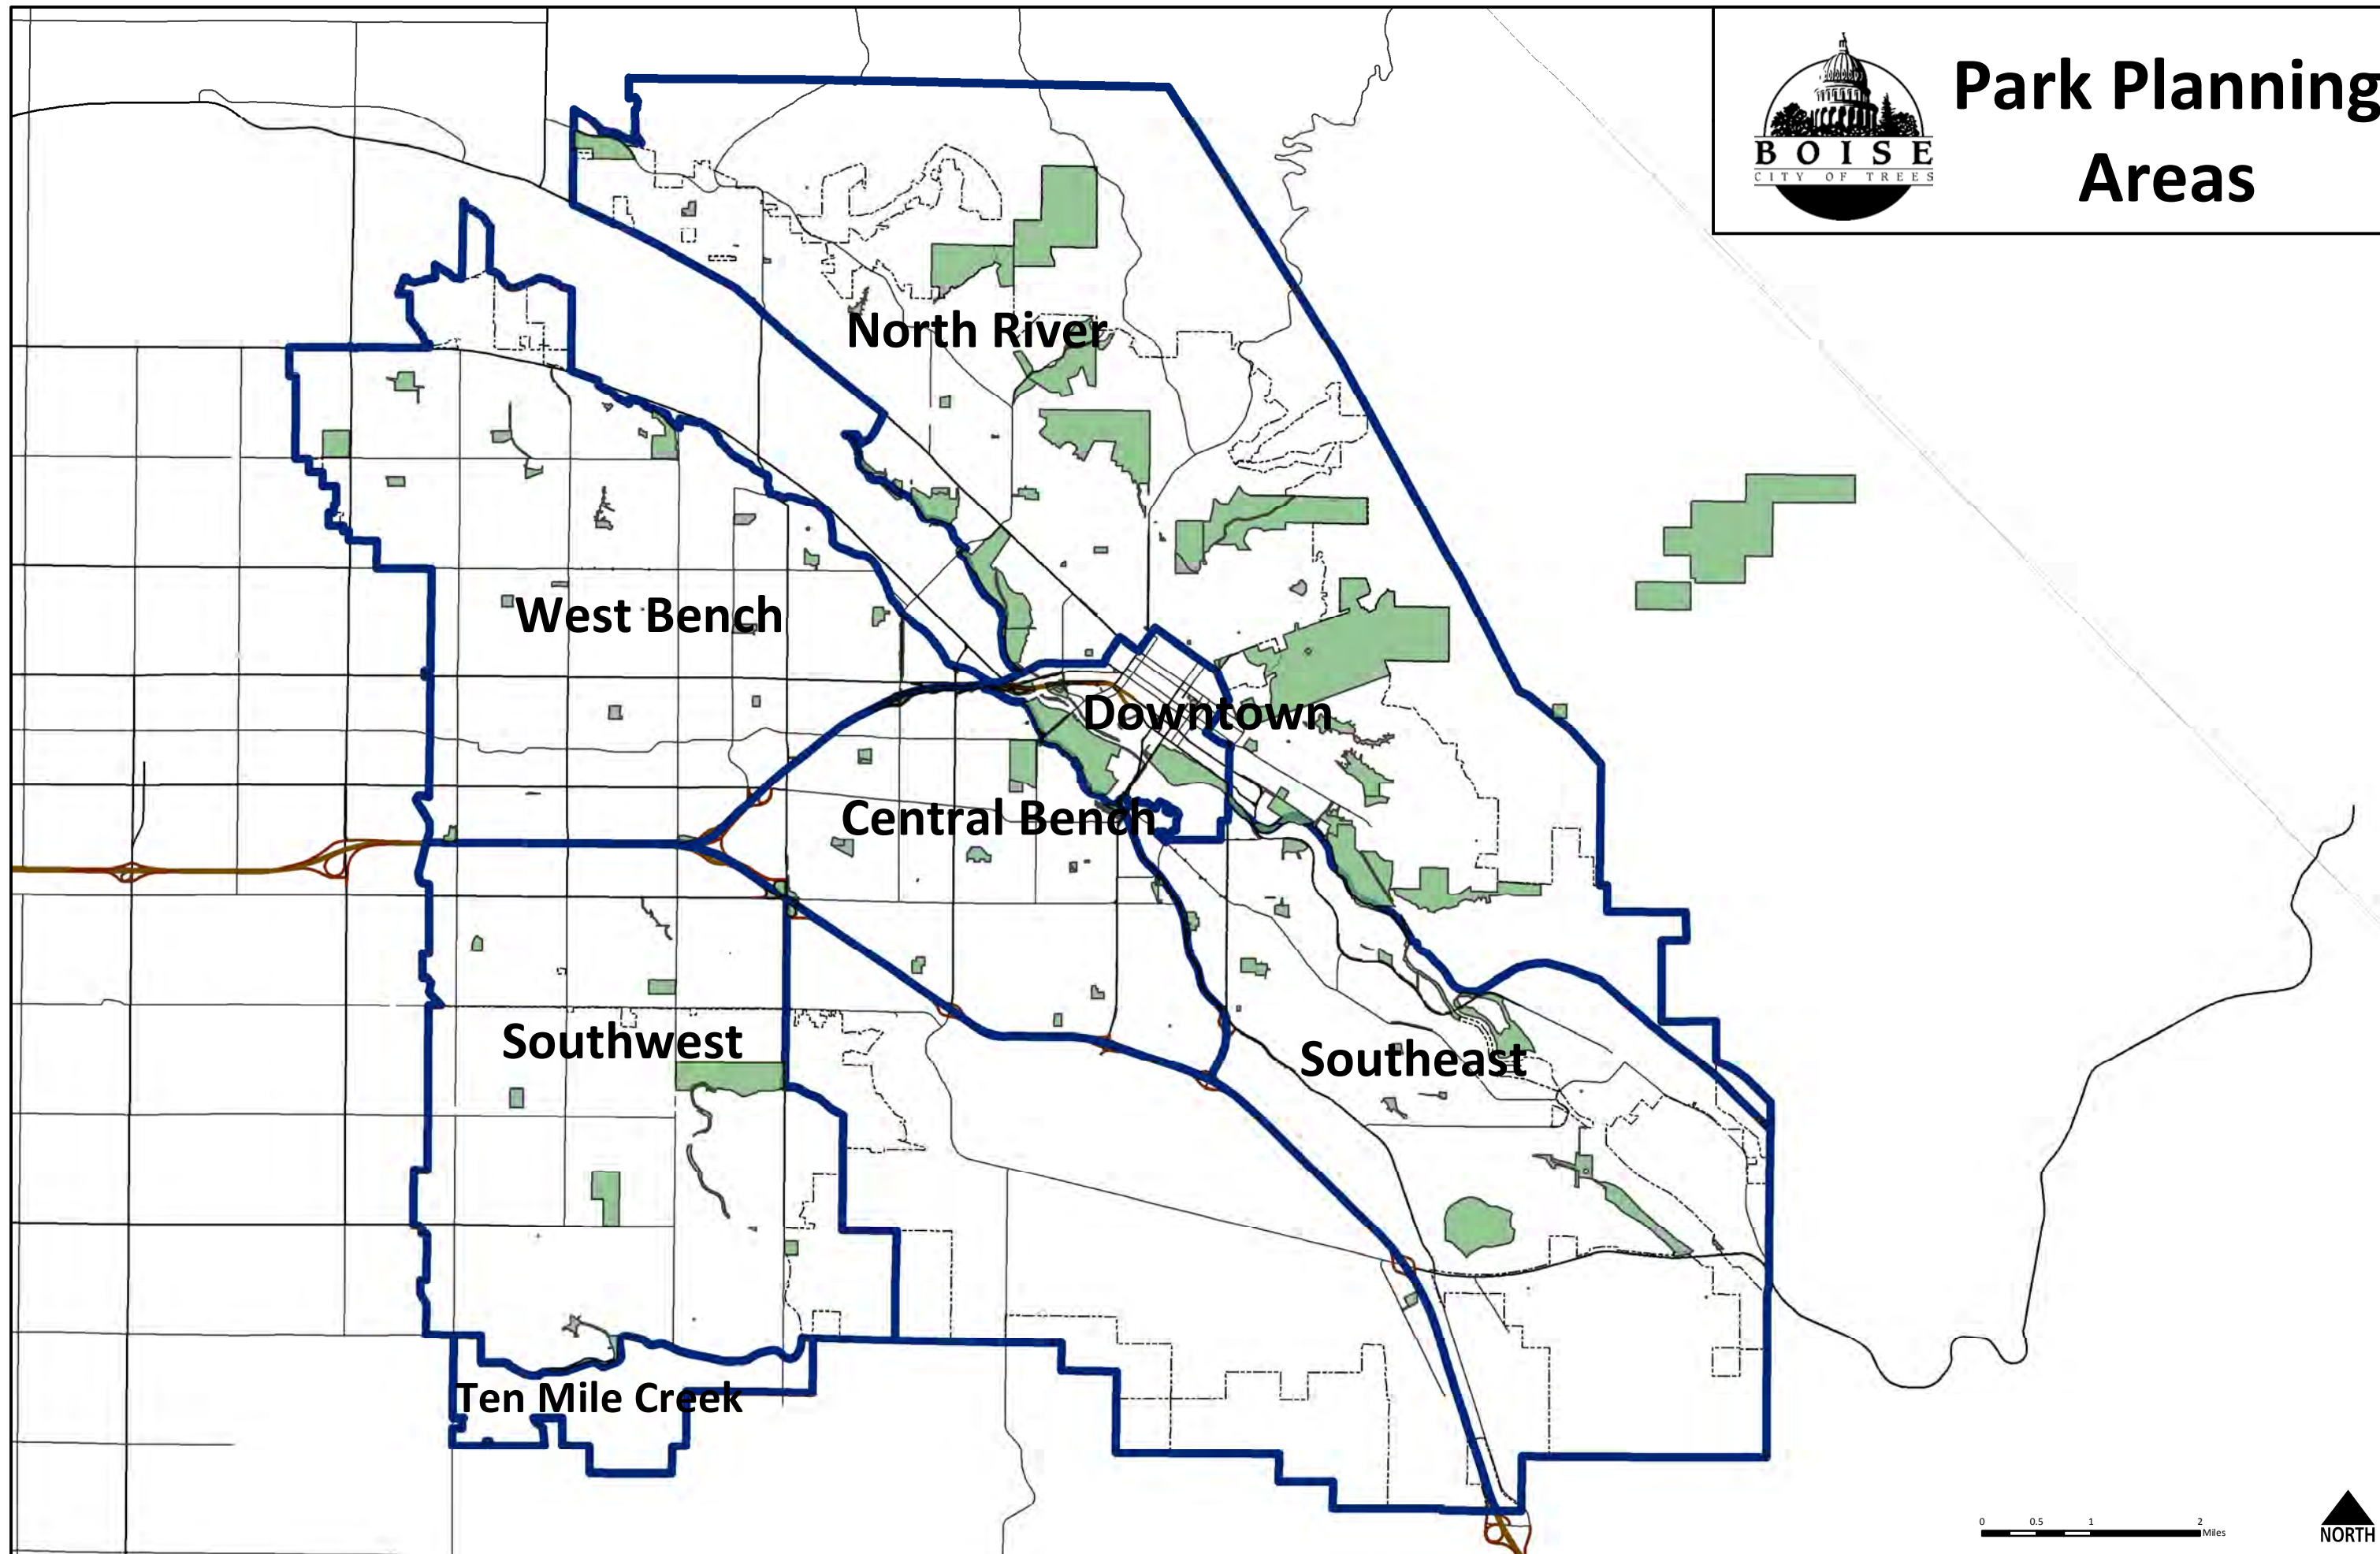 Park Planning
Areas
BOISE
CITY OF TREES
North River
West Bench
Downtown
Central Bench
Southwest
Southeast
Ten Mile Creek
0 0.5 1 2
Miles
NORTH